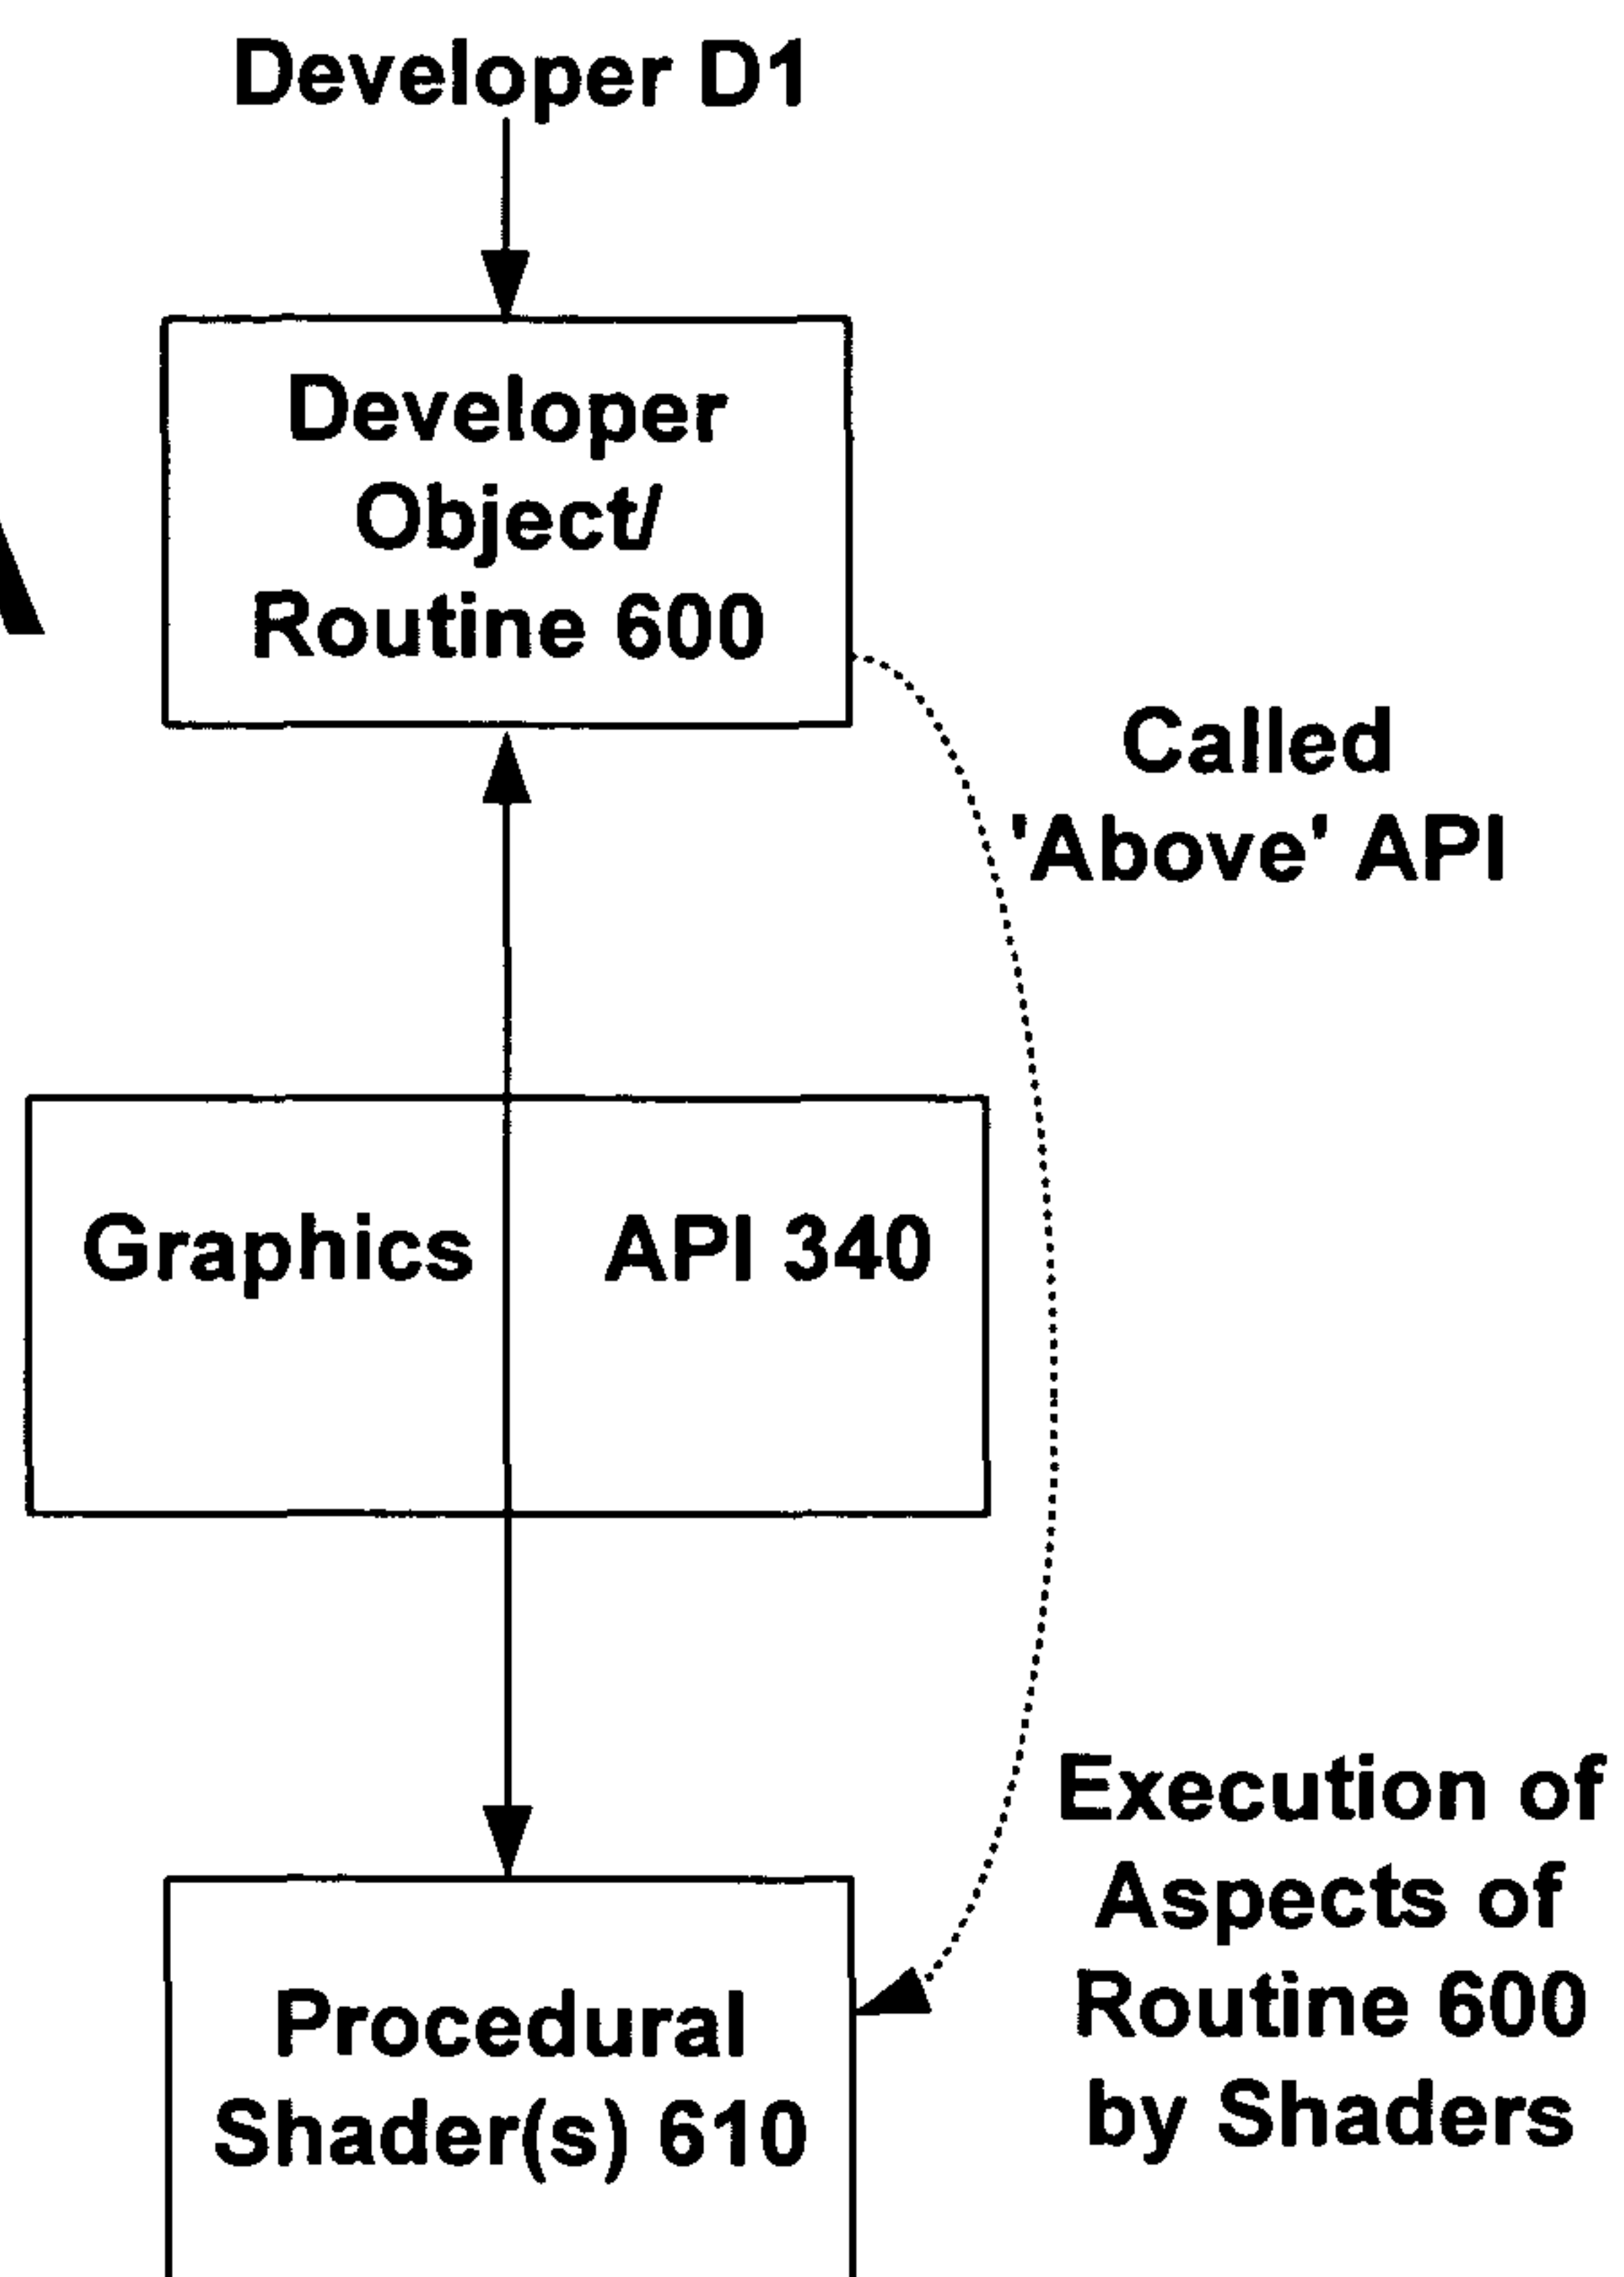 Developer D1
Developer
Object/
Routine 600
Called
'Above' API
Graphics API 340
Execution of
Aspects of
Routine 600
by Shaders
Procedural
Shader(s) 610